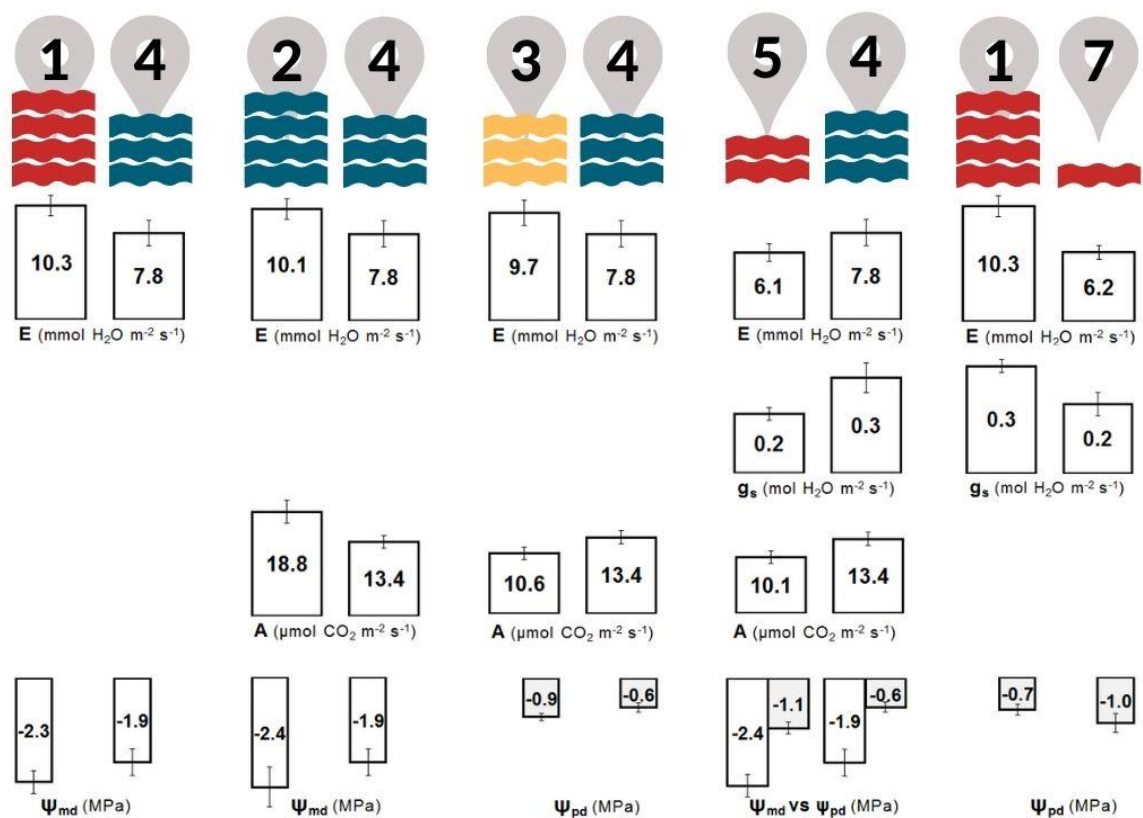 1 4 2 4 3 4 5 4 1 7
10.3 7.8 10.1 7.8 9.7 7.8 6.1 7.8 10.3 6.2
E (mmol H₂O m⁻² s⁻¹) E (mmol H₂O m⁻² s⁻¹) E (mmol H₂O m⁻² s⁻¹) E (mmol H₂O m⁻² s⁻¹) E (mmol H₂O m⁻² s⁻¹)
0.2 0.3 0.3 0.2
gₛ (mol H₂O m⁻² s⁻¹) gₛ (mol H₂O m⁻² s⁻¹)
18.8 13.4 10.6 13.4 10.1 13.4
A (µmol CO₂ m⁻² s⁻¹) A (µmol CO₂ m⁻² s⁻¹) A (µmol CO₂ m⁻² s⁻¹)
-2.3 -1.9 -2.4 -1.9 -0.9 -0.6 -2.4 -1.1 -1.9 -0.6 -0.7 -1.0
Ψmd (MPa) Ψmd (MPa) Ψpd (MPa) Ψmd vs Ψpd (MPa) Ψpd (MPa)